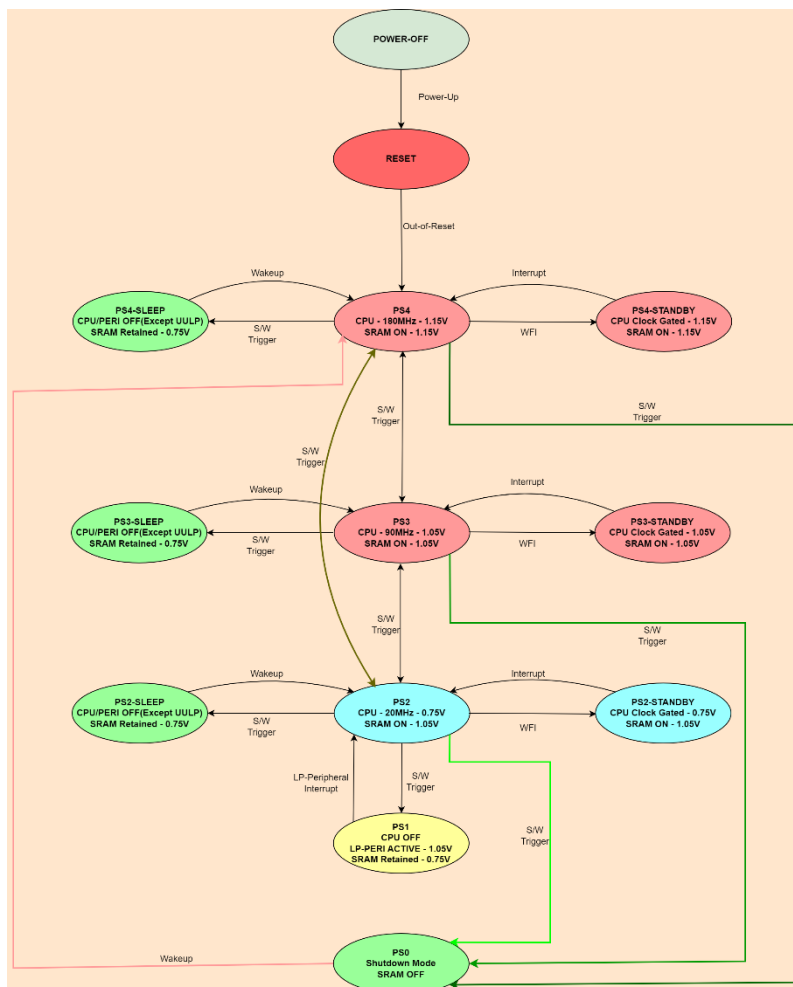 POWER-OFF
Power-Up
RESET
Out-of-Reset
Wakeup
Interrupt
PS4-SLEEP
CPU/PERI OFF(Except UULP)
SRAM Retained - 0.75V
S/W
Trigger
PS4
CPU - 180MHz - 1.15V
SRAM ON - 1.15V
WFI
PS4-STANDBY
CPU Clock Gated - 1.15V
SRAM ON - 1.15V
S/W
Trigger
S/W
Trigger
S/W
Trigger
Wakeup
Interrupt
PS3-SLEEP
CPU/PERI OFF(Except UULP)
SRAM Retained - 0.75V
S/W
Trigger
PS3
CPU - 90MHz - 1.05V
SRAM ON - 1.05V
WFI
PS3-STANDBY
CPU Clock Gated - 1.05V
SRAM ON - 1.05V
S/W
Trigger
S/W
Trigger
Wakeup
Interrupt
PS2-SLEEP
CPU/PERI OFF(Except UULP)
SRAM Retained - 0.75V
S/W
Trigger
PS2
CPU - 20MHz - 0.75V
SRAM ON - 1.05V
WFI
PS2-STANDBY
CPU Clock Gated - 0.75V
SRAM ON - 1.05V
LP-Peripheral
Interrupt
S/W
Trigger
S/W
Trigger
PS1
CPU OFF
LP-PERI ACTIVE - 1.05V
SRAM Retained - 0.75V
PS0
Shutdown Mode
SRAM OFF
Wakeup